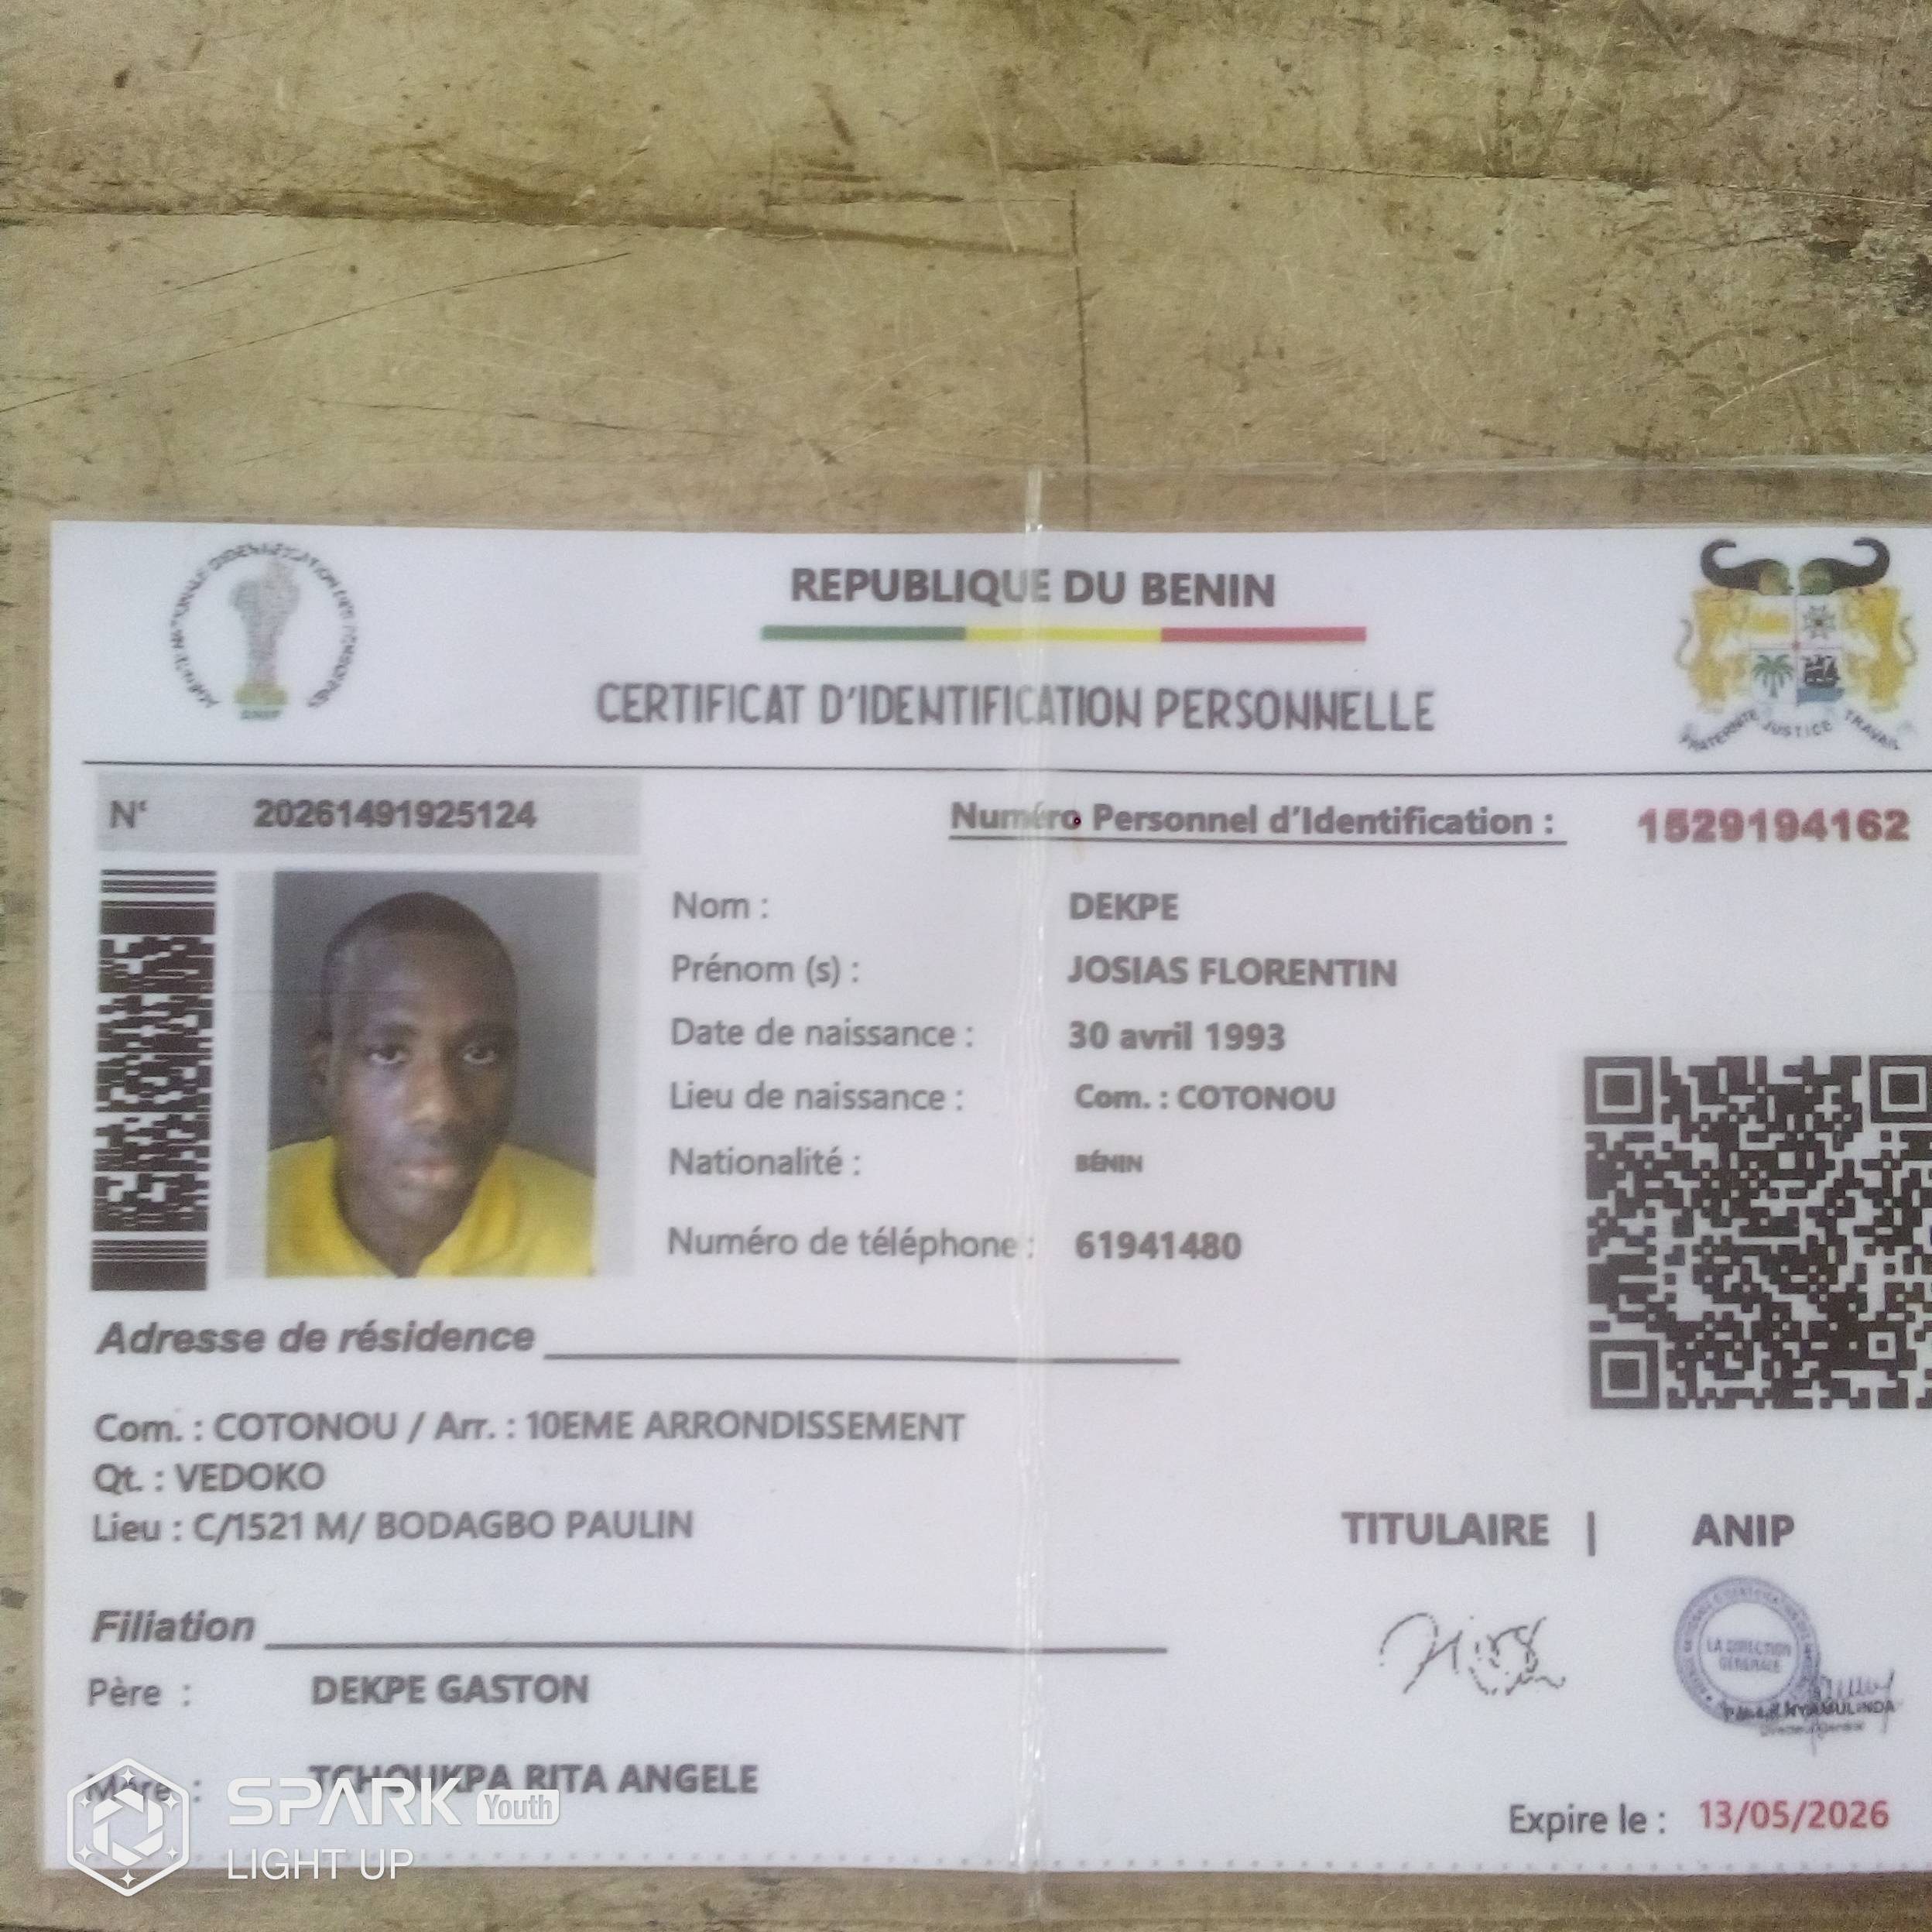 REPUBLIQUE DU BENIN
CERTIFICAT D'IDENTIFICATION PERSONNELLE
FRATERNITE JUSTICE TRAVAIL
N° 20261491925124
Numéro Personnel d'Identification : 1529194162
Nom : DEKPE
Prénom (s) : JOSIAS FLORENTIN
Date de naissance : 30 avril 1993
Lieu de naissance : Com. : COTONOU
Nationalité : BÉNIN
Numéro de téléphone : 61941480
Adresse de résidence
Com. : COTONOU / Arr. : 10EME ARRONDISSEMENT
Qt. : VEDOKO
Lieu : C/1521 M/ BODAGBO PAULIN
TITULAIRE | ANIP
LA DIRECTION
GENERALE
Filiation
Père : DEKPE GASTON
Mère : TCHOUKPA RITA ANGELE
Expire le : 13/05/2026
SPARK Youth
LIGHT UP